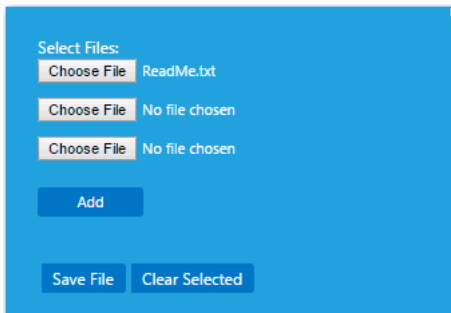 Select Files:
Choose File ReadMe.txt
Choose File No file chosen
Choose File No file chosen
Add
Save File Clear Selected